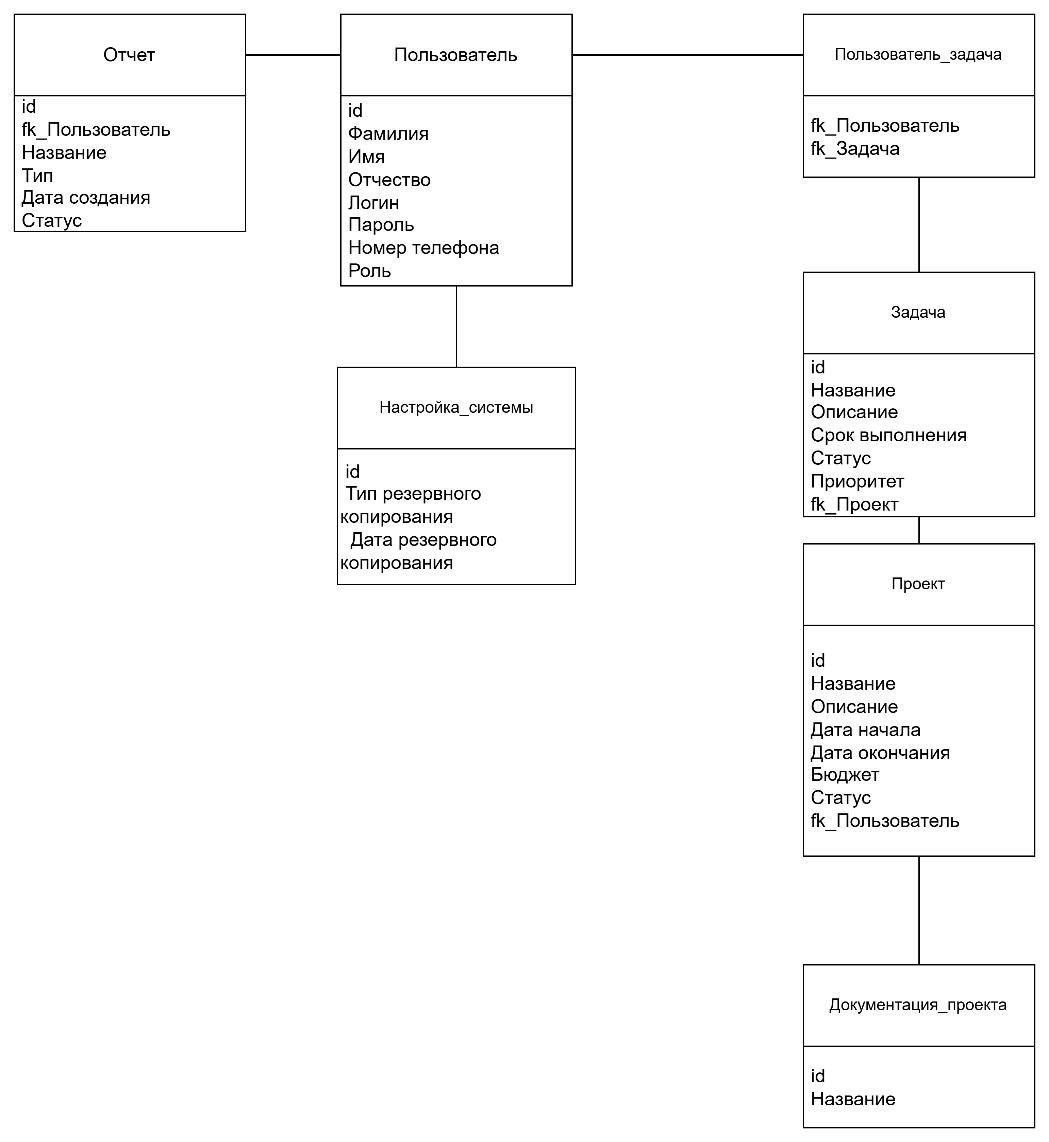 Отчет
id
fk_Пользователь
Название
Тип
Дата создания
Статус
Пользователь
id
Фамилия
Имя
Отчество
Логин
Пароль
Номер телефона
Роль
Настройка_системы
id
Тип резервного
копирования
Дата резервного
копирования
Пользователь_задача
fk_Пользователь
fk_Задача
Задача
id
Название
Описание
Срок выполнения
Статус
Приоритет
fk_Проект
Проект
id
Название
Описание
Дата начала
Дата окончания
Бюджет
Статус
fk_Пользователь
Документация_проекта
id
Название